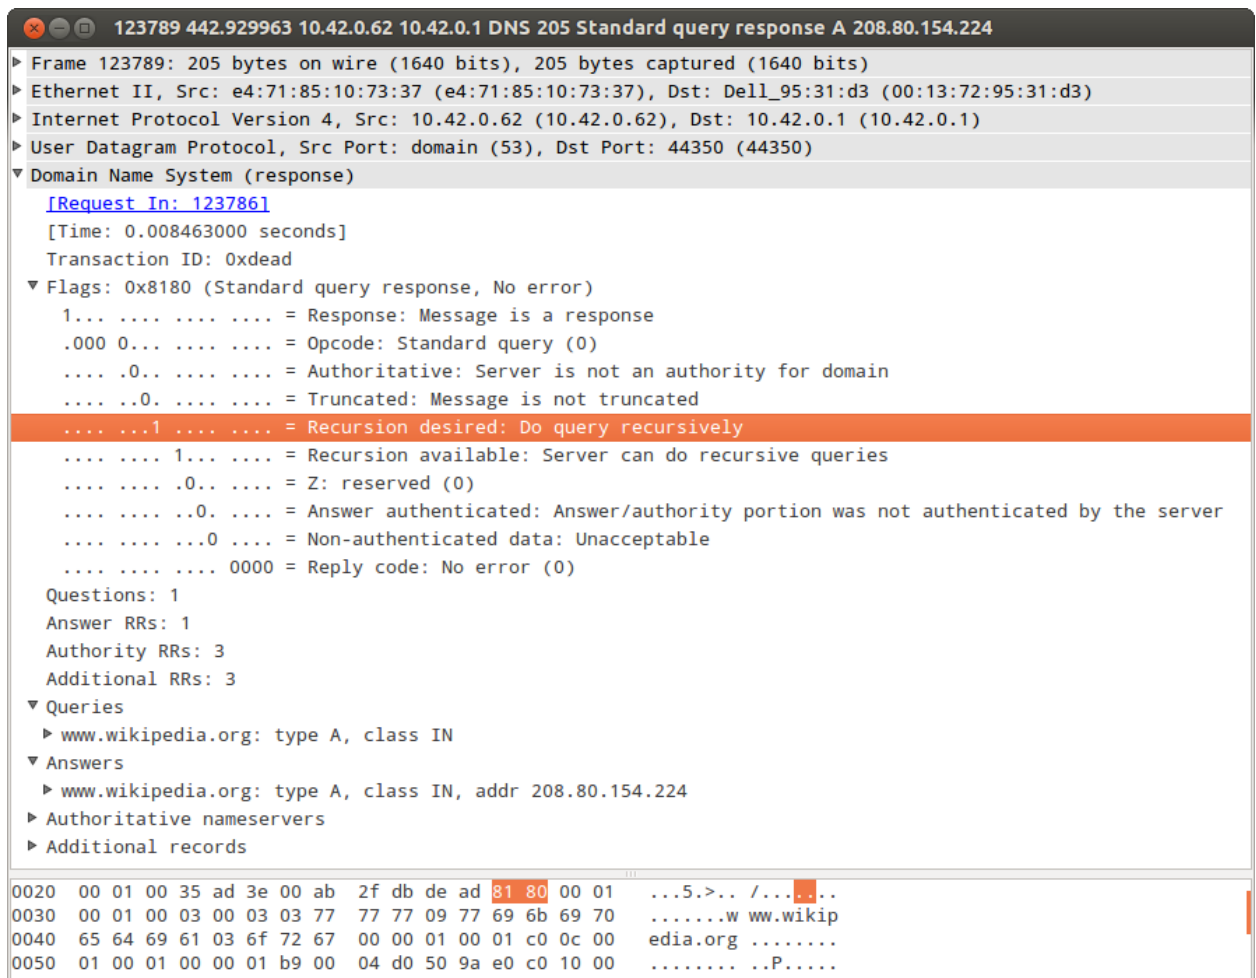 123789 442.929963 10.42.0.62 10.42.0.1 DNS 205 Standard query response A 208.80.154.224
Frame 123789: 205 bytes on wire (1640 bits), 205 bytes captured (1640 bits)
Ethernet II, Src: e4:71:85:10:73:37 (e4:71:85:10:73:37), Dst: Dell_95:31:d3 (00:13:72:95:31:d3)
Internet Protocol Version 4, Src: 10.42.0.62 (10.42.0.62), Dst: 10.42.0.1 (10.42.0.1)
User Datagram Protocol, Src Port: domain (53), Dst Port: 44350 (44350)
Domain Name System (response)
[Request In: 123786]
[Time: 0.008463000 seconds]
Transaction ID: 0xdead
Flags: 0x8180 (Standard query response, No error)
1... .... .... .... = Response: Message is a response
.000 0... .... .... = Opcode: Standard query (0)
.... .0.. .... .... = Authoritative: Server is not an authority for domain
.... ..0. .... .... = Truncated: Message is not truncated
.... ...1 .... .... = Recursion desired: Do query recursively
.... .... 1... .... = Recursion available: Server can do recursive queries
.... .... .0.. .... = Z: reserved (0)
.... .... ..0. .... = Answer authenticated: Answer/authority portion was not authenticated by the server
.... .... ...0 .... = Non-authenticated data: Unacceptable
.... .... .... 0000 = Reply code: No error (0)
Questions: 1
Answer RRs: 1
Authority RRs: 3
Additional RRs: 3
Queries
www.wikipedia.org: type A, class IN
Answers
www.wikipedia.org: type A, class IN, addr 208.80.154.224
Authoritative nameservers
Additional records
0020 00 01 00 35 ad 3e 00 ab 2f db de ad 81 80 00 01 ...5.>.. /.......
0030 00 01 00 03 00 03 03 77 77 77 09 77 69 6b 69 70 .......w ww.wikip
0040 65 64 69 61 03 6f 72 67 00 00 01 00 01 c0 0c 00 edia.org ........
0050 01 00 01 00 00 01 b9 00 04 d0 50 9a e0 c0 10 00 ........ ..P.....